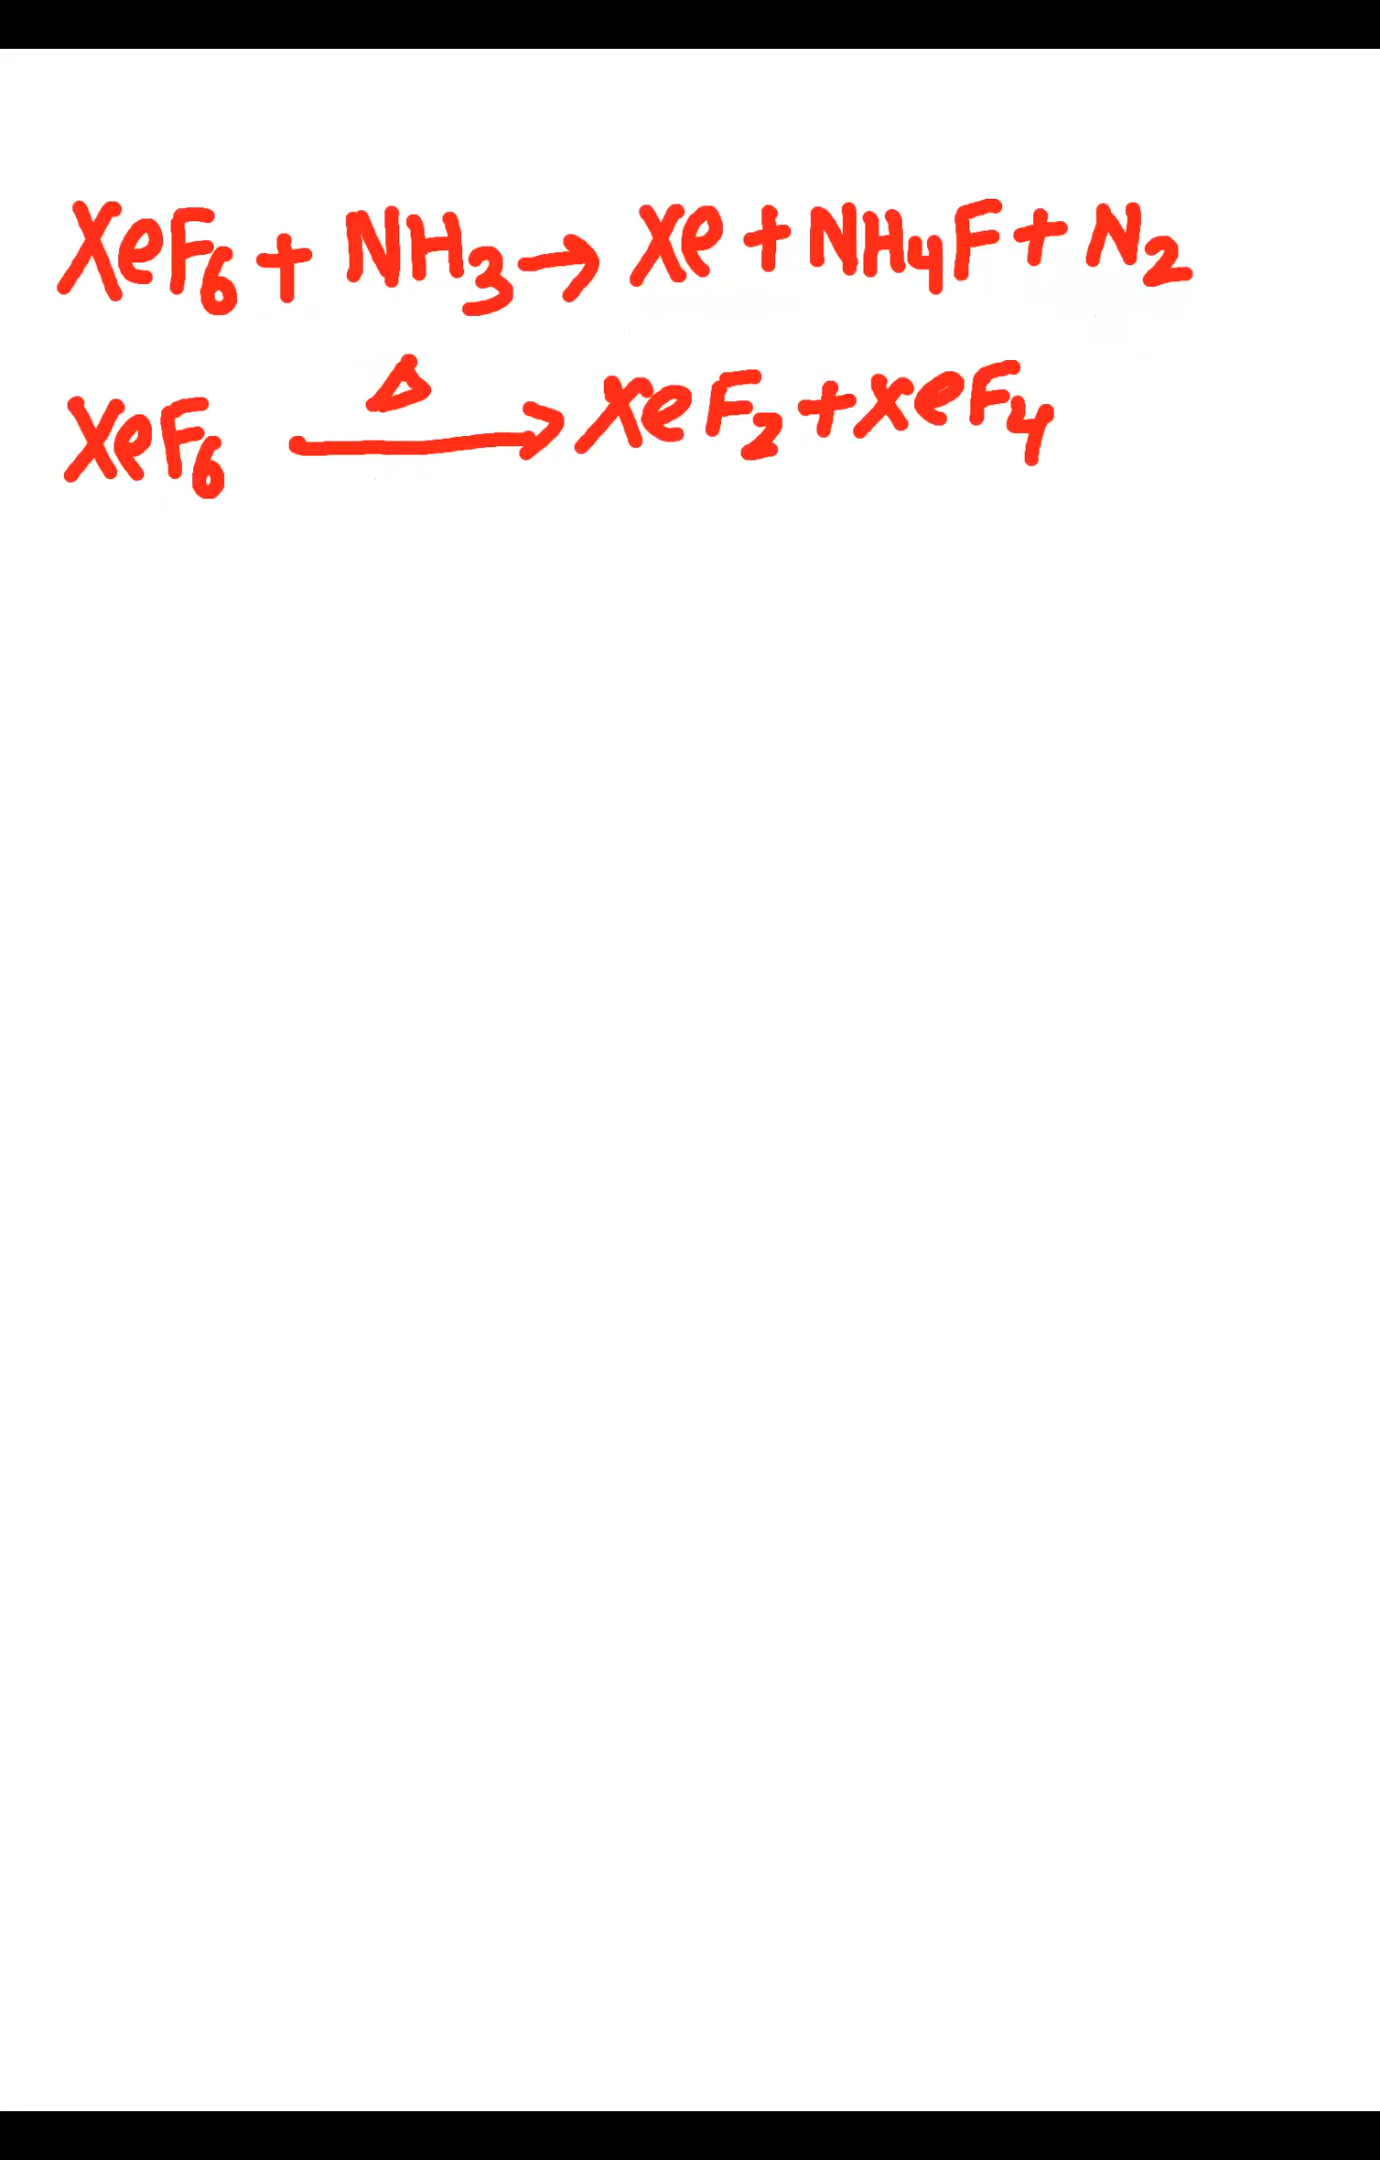 XeF₆ + NH₃ → Xe + NH₄F + N₂
XeF₆ —Δ→ XeF₂ + XeF₄